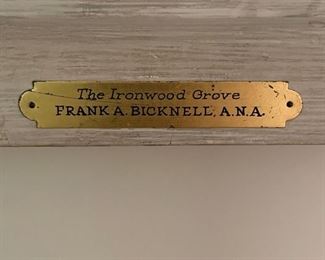 The Ironwood Grove
FRANK A. BICKNELL, A.N.A.